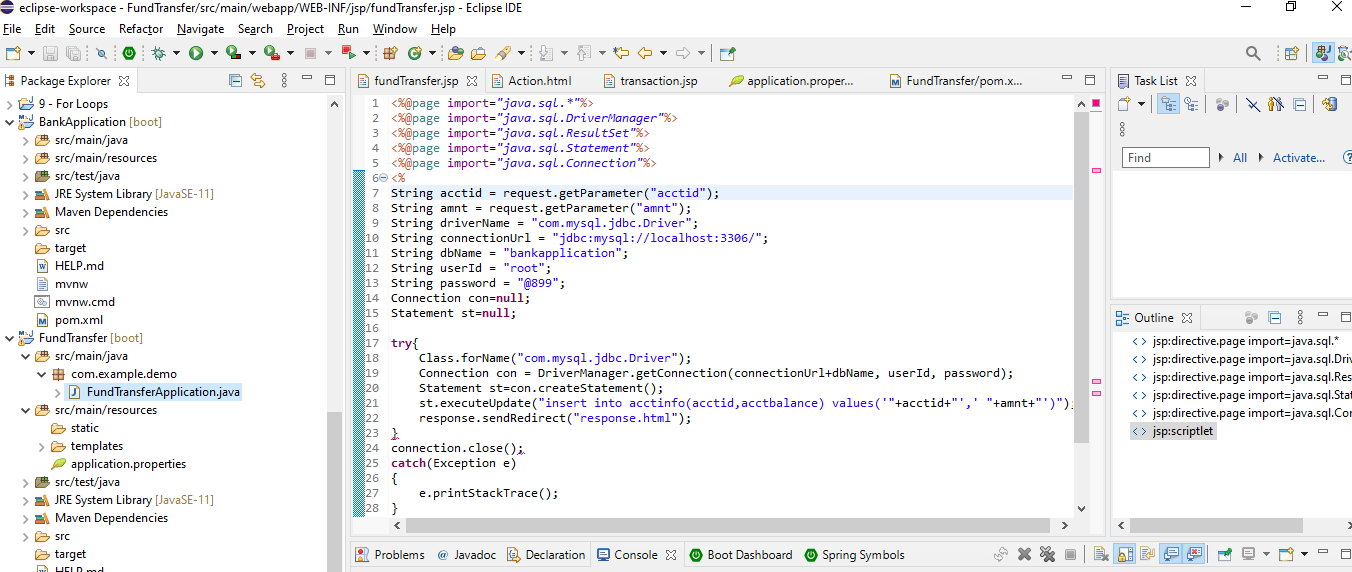 eclipse-workspace - FundTransfer/src/main/webapp/WEB-INF/jsp/fundTransfer.jsp - Eclipse IDE
File Edit Source Refactor Navigate Search Project Run Window Help
Package Explorer
9 - For Loops
BankApplication [boot]
src/main/java
src/main/resources
src/test/java
JRE System Library [JavaSE-11]
Maven Dependencies
src
target
HELP.md
mvnw
mvnw.cmd
pom.xml
FundTransfer [boot]
src/main/java
com.example.demo
FundTransferApplication.java
src/main/resources
static
templates
application.properties
src/test/java
JRE System Library [JavaSE-11]
Maven Dependencies
src
target
HELP.md
fundTransfer.jsp Action.html transaction.jsp application.proper... FundTransfer/pom.x...
1 <%@page import="java.sql.*"%>
2 <%@page import="java.sql.DriverManager"%>
3 <%@page import="java.sql.ResultSet"%>
4 <%@page import="java.sql.Statement"%>
5 <%@page import="java.sql.Connection"%>
6 <%
7 String acctid = request.getParameter("acctid");
8 String amnt = request.getParameter("amnt");
9 String driverName = "com.mysql.jdbc.Driver";
10 String connectionUrl = "jdbc:mysql://localhost:3306/";
11 String dbName = "bankapplication";
12 String userId = "root";
13 String password = "@899";
14 Connection con=null;
15 Statement st=null;
16
17 try{
18 Class.forName("com.mysql.jdbc.Driver");
19 Connection con = DriverManager.getConnection(connectionUrl+dbName, userId, password);
20 Statement st=con.createStatement();
21 st.executeUpdate("insert into acctinfo(acctid,acctbalance) values('"+acctid+"',' "+amnt+"')");
22 response.sendRedirect("response.html");
23 }
24 connection.close();
25 catch(Exception e)
26 {
27 e.printStackTrace();
28 }
Task List
Find All Activate...
Outline
jsp:directive.page import=java.sql.*
jsp:directive.page import=java.sql.Dri
jsp:directive.page import=java.sql.Res
jsp:directive.page import=java.sql.Sta
jsp:directive.page import=java.sql.Co
jsp:scriptlet
Problems @ Javadoc Declaration Console Boot Dashboard Spring Symbols